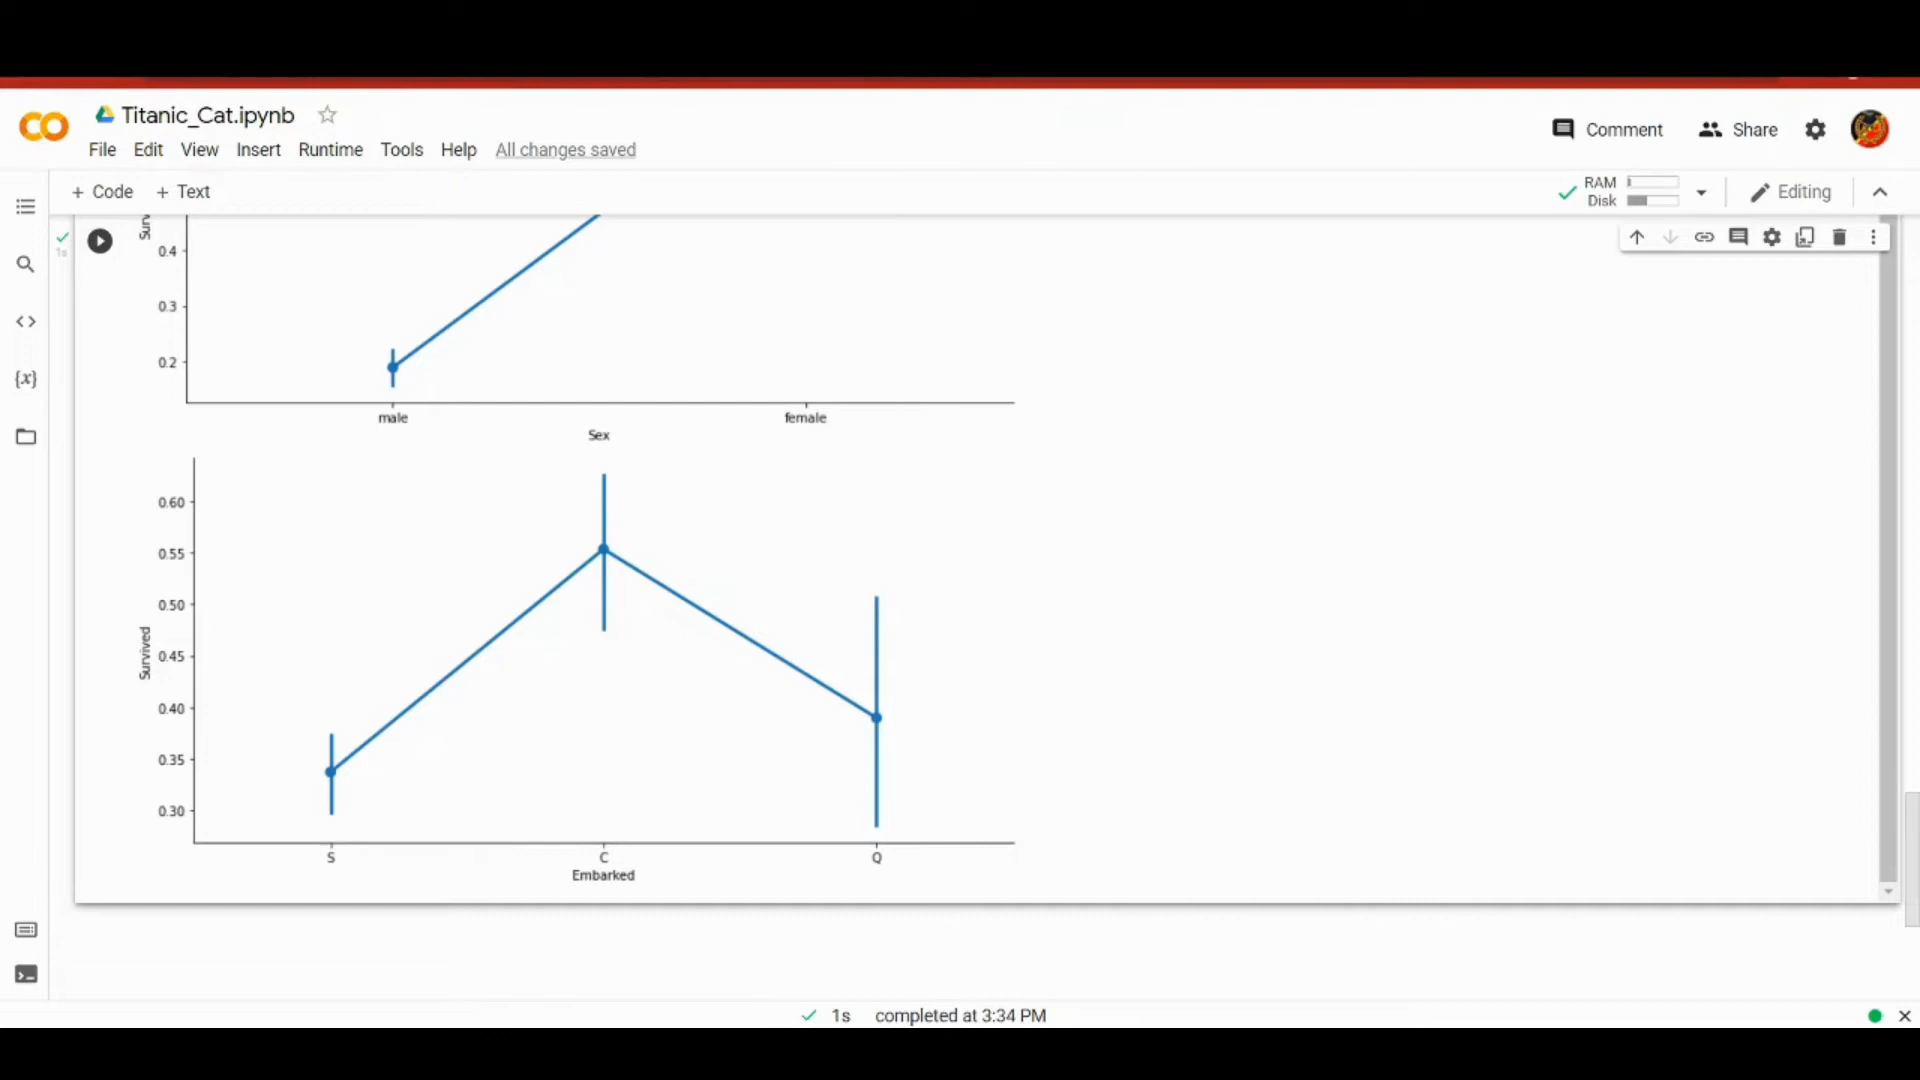 Titanic_Cat.ipynb
Comment
Share
File Edit View Insert Runtime Tools Help All changes saved
+ Code + Text
RAM
Disk
Editing
1s
0.4
0.3
0.2
male female
Sex
0.60
0.55
0.50
0.45
0.40
0.35
0.30
Survived
S C Q
Embarked
1s completed at 3:34 PM